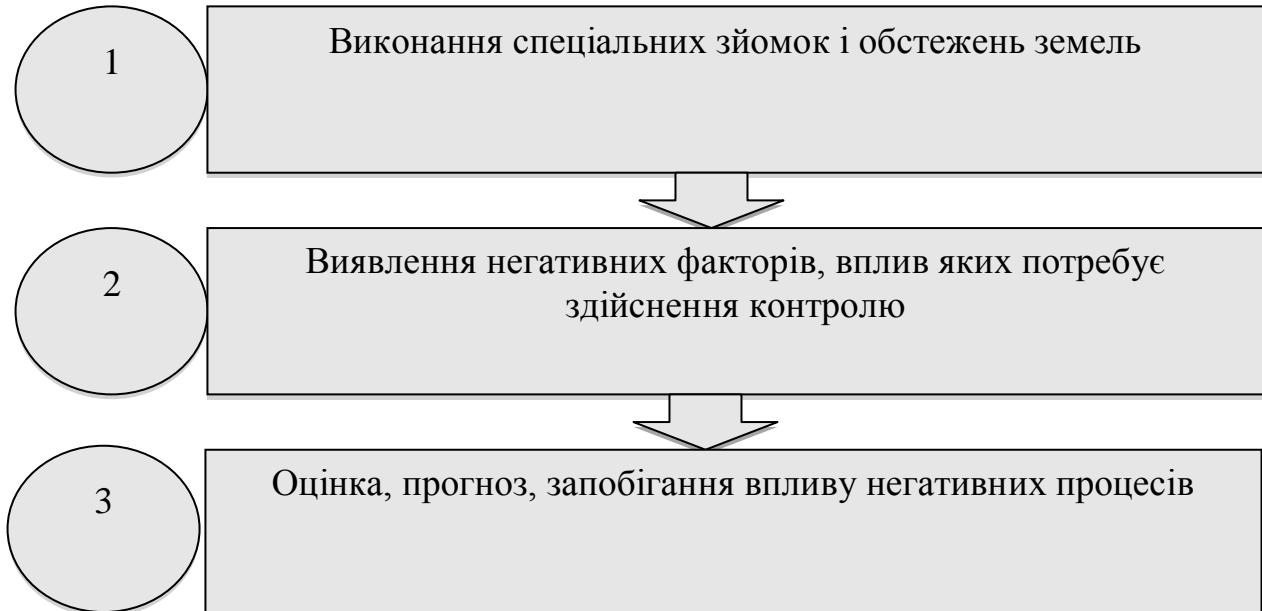 1
Виконання спеціальних зйомок і обстежень земель
2
Виявлення негативних факторів, вплив яких потребує
здійснення контролю
3
Оцінка, прогноз, запобігання впливу негативних процесів